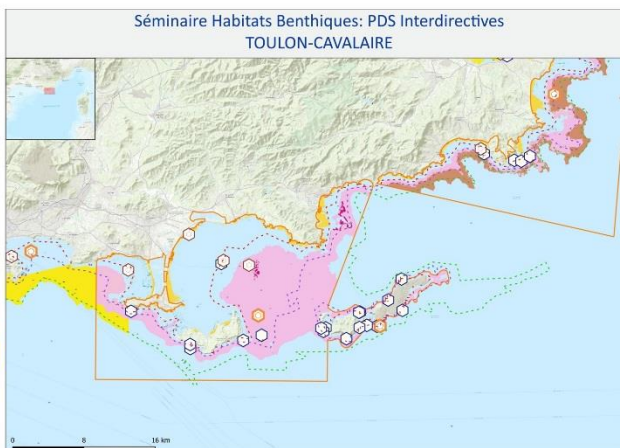 Séminaire Habitats Benthiques: PDS Interdirectives
TOULON-CAVALAIRE
0 8 16 km